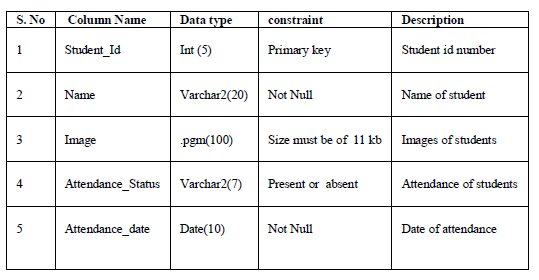 S. No Column Name Data type constraint Description
1 Student_Id Int (5) Primary key Student id number
2 Name Varchar2(20) Not Null Name of student
3 Image .pgm(100) Size must be of 11 kb Images of students
4 Attendance_Status Varchar2(7) Present or absent Attendance of students
5 Attendance_date Date(10) Not Null Date of attendance